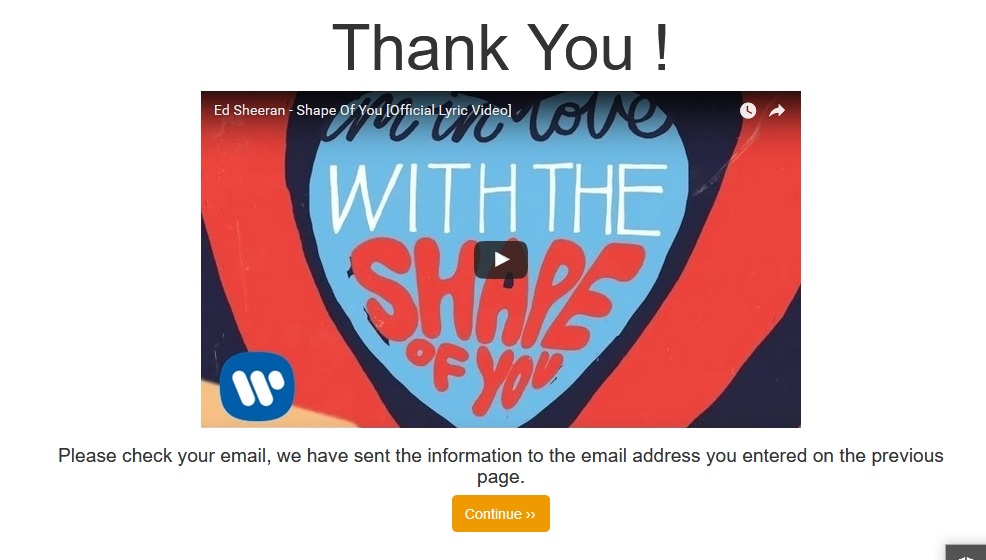 Thank You !
Ed Sheeran - Shape Of You [Official Lyric Video]
im in love
WITH THE
SHAPE
OF YOU
Please check your email, we have sent the information to the email address you entered on the previous
page.
Continue ››